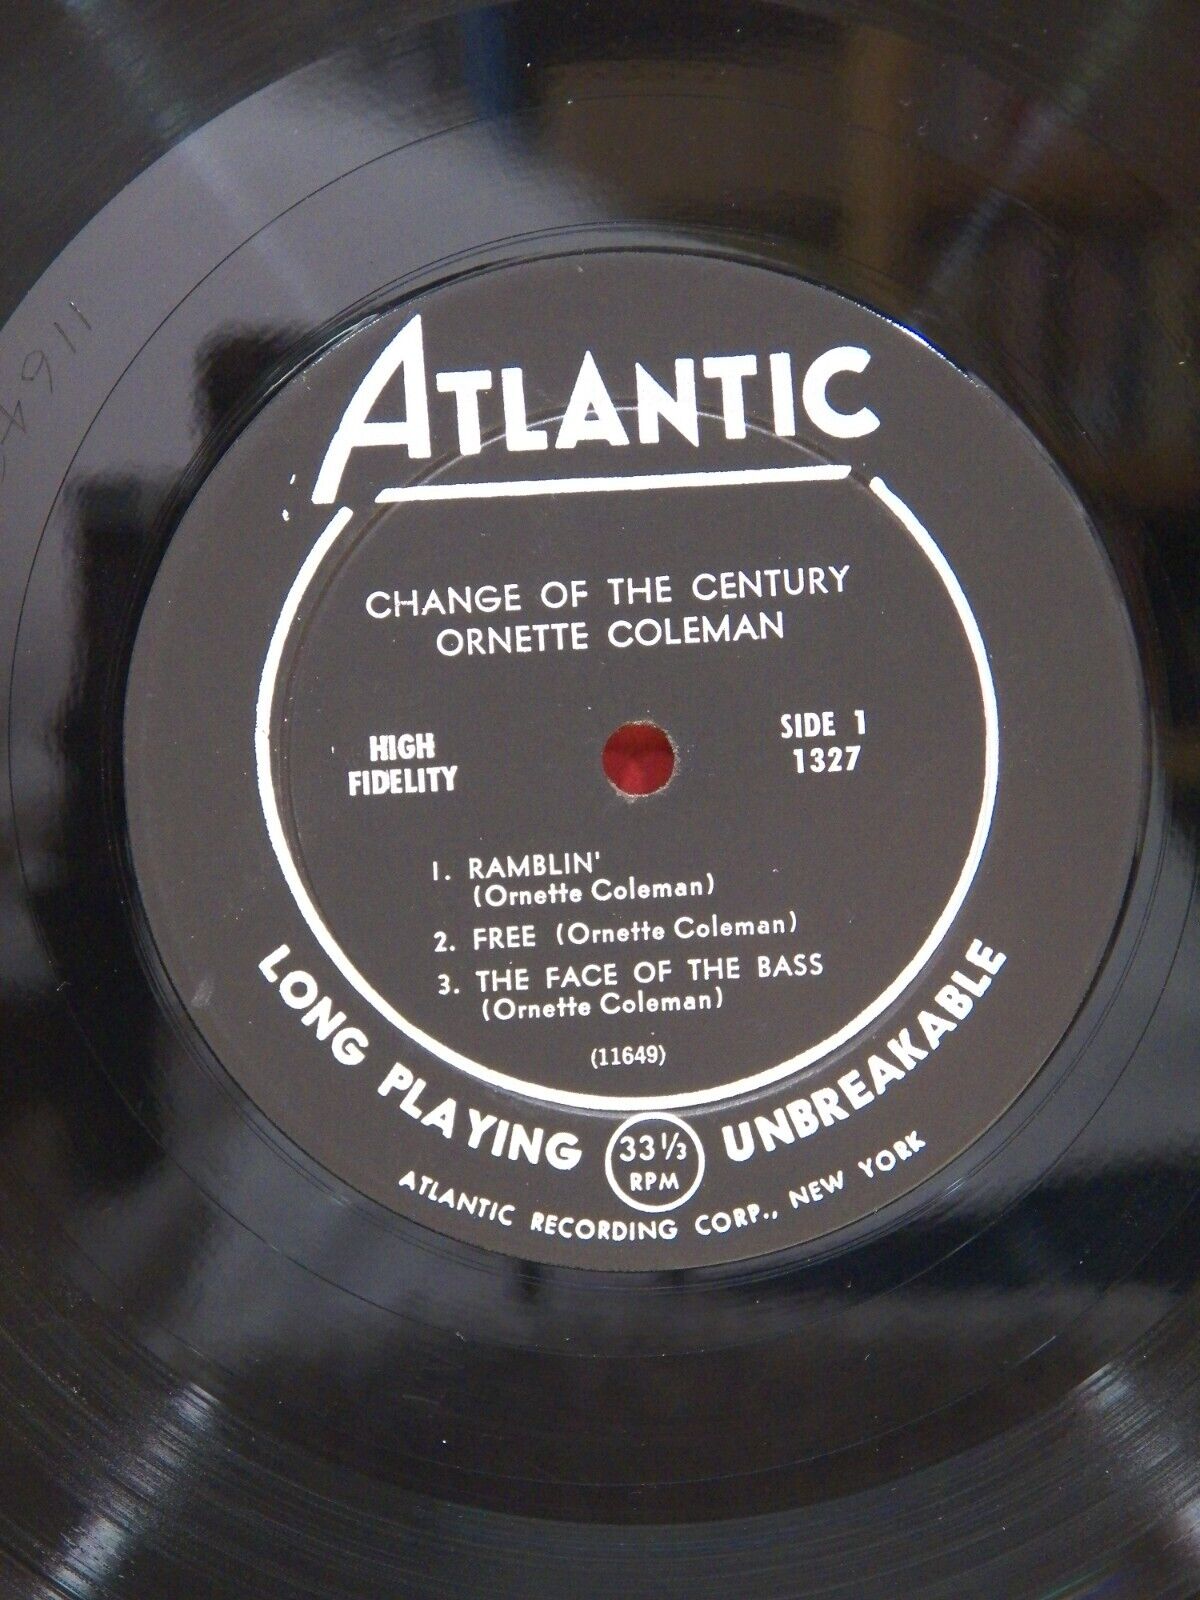 ATLANTIC
CHANGE OF THE CENTURY
ORNETTE COLEMAN
HIGH
FIDELITY
SIDE 1
1327
1. RAMBLIN'
(Ornette Coleman)
2. FREE (Ornette Coleman)
3. THE FACE OF THE BASS
(Ornette Coleman)
(11649)
LONG PLAYING
33 1/3
RPM
UNBREAKABLE
ATLANTIC RECORDING CORP., NEW YORK